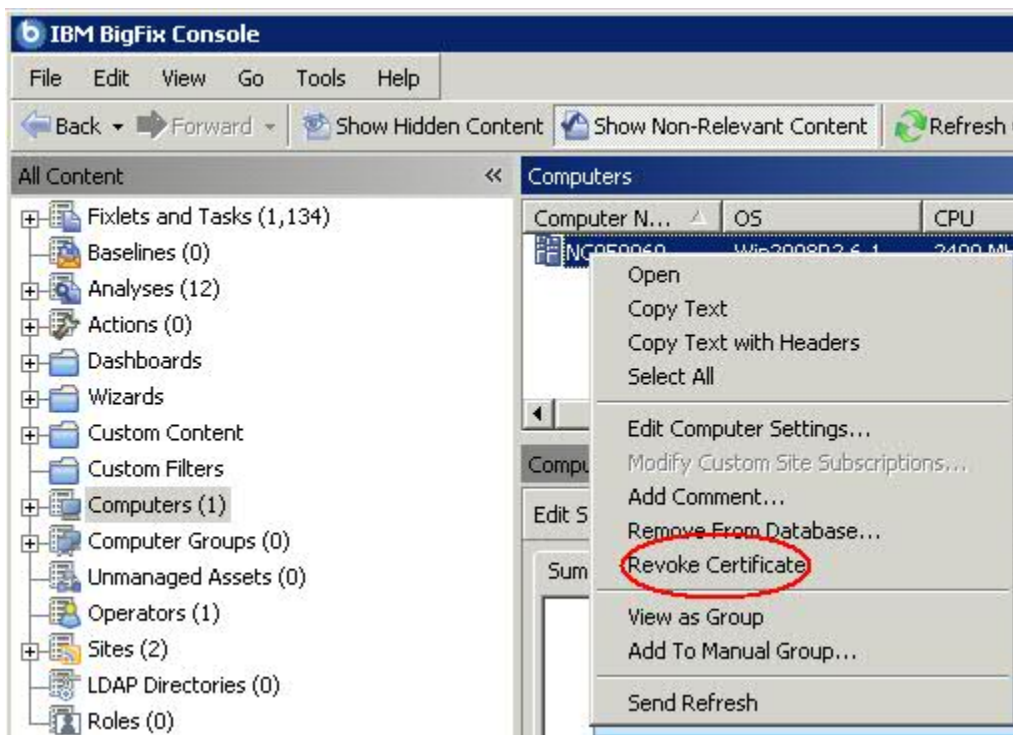 IBM BigFix Console
File Edit View Go Tools Help
Back Forward Show Hidden Content Show Non-Relevant Content Refresh
All Content
Fixlets and Tasks (1,134)
Baselines (0)
Analyses (12)
Actions (0)
Dashboards
Wizards
Custom Content
Custom Filters
Computers (1)
Computer Groups (0)
Unmanaged Assets (0)
Operators (1)
Sites (2)
LDAP Directories (0)
Roles (0)
Computers
Computer N... OS CPU
Open
Copy Text
Copy Text with Headers
Select All
Edit Computer Settings...
Modify Custom Site Subscriptions...
Add Comment...
Remove From Database...
Revoke Certificate
View as Group
Add To Manual Group...
Send Refresh
Compu
Edit S
Sum